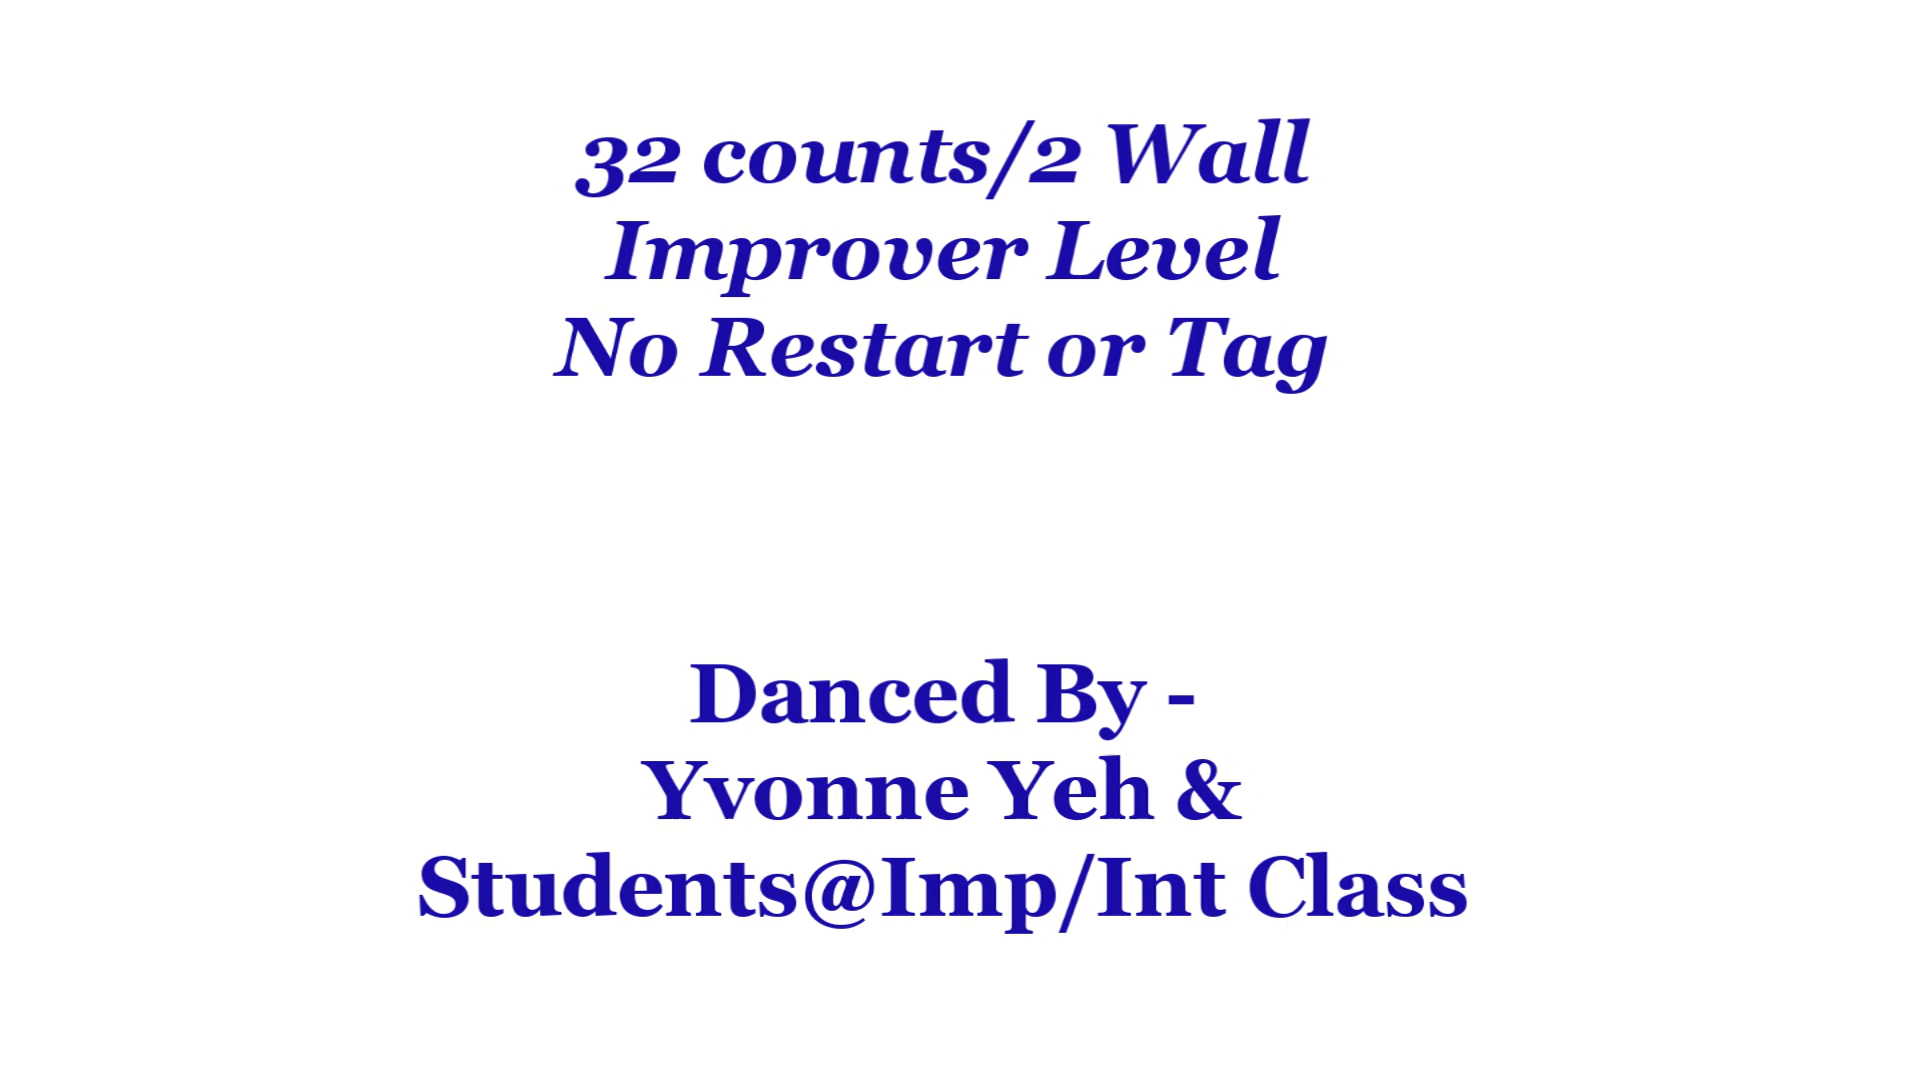 32 counts/2 Wall
Improver Level
No Restart or Tag
Danced By -
Yvonne Yeh &
Students@Imp/Int Class